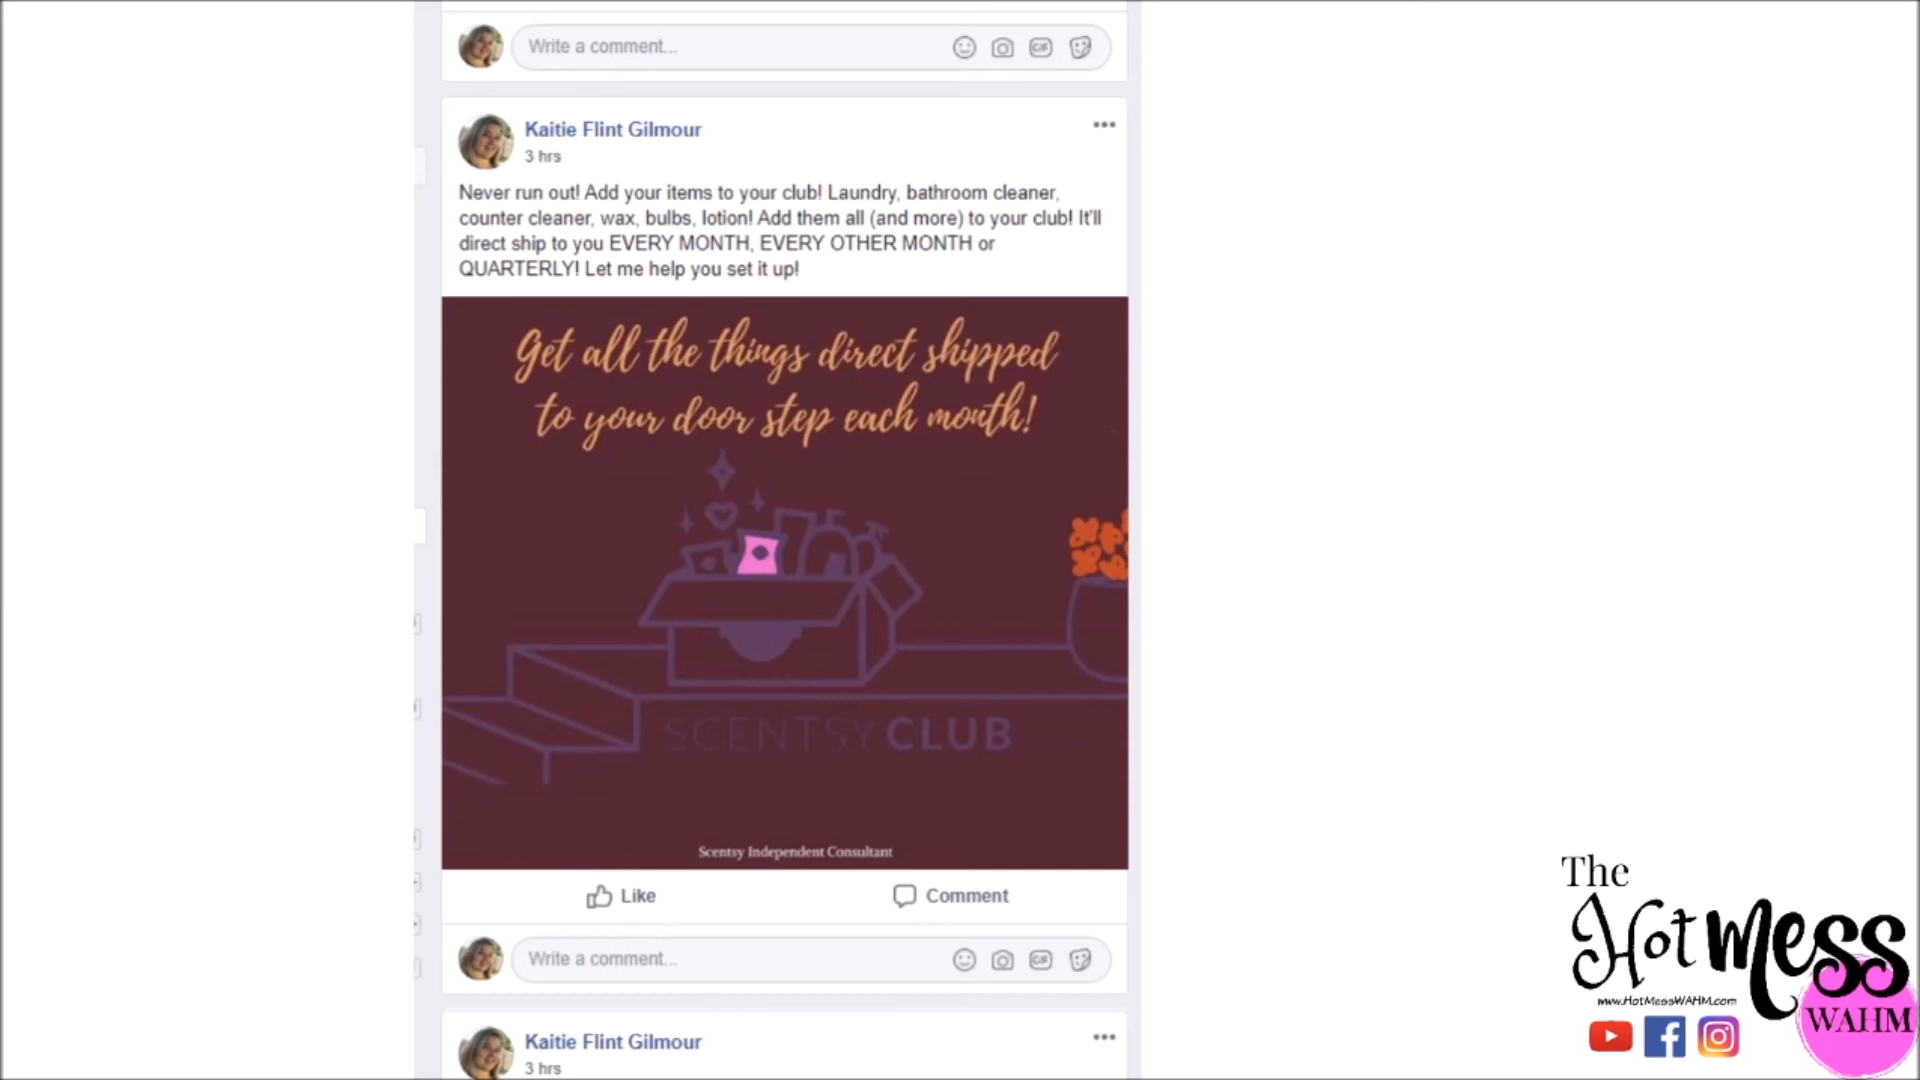 Write a comment...
GIF
Kaitie Flint Gilmour
3 hrs
Never run out! Add your items to your club! Laundry, bathroom cleaner,
counter cleaner, wax, bulbs, lotion! Add them all (and more) to your club! It'll
direct ship to you EVERY MONTH, EVERY OTHER MONTH or
QUARTERLY! Let me help you set it up!
Get all the things direct shipped
to your door step each month!
SCENTSY CLUB
Scentsy Independent Consultant
Like
Comment
Write a comment...
GIF
Kaitie Flint Gilmour
3 hrs
The
Hot Mess
www.HotMessWAHM.com
WAHM